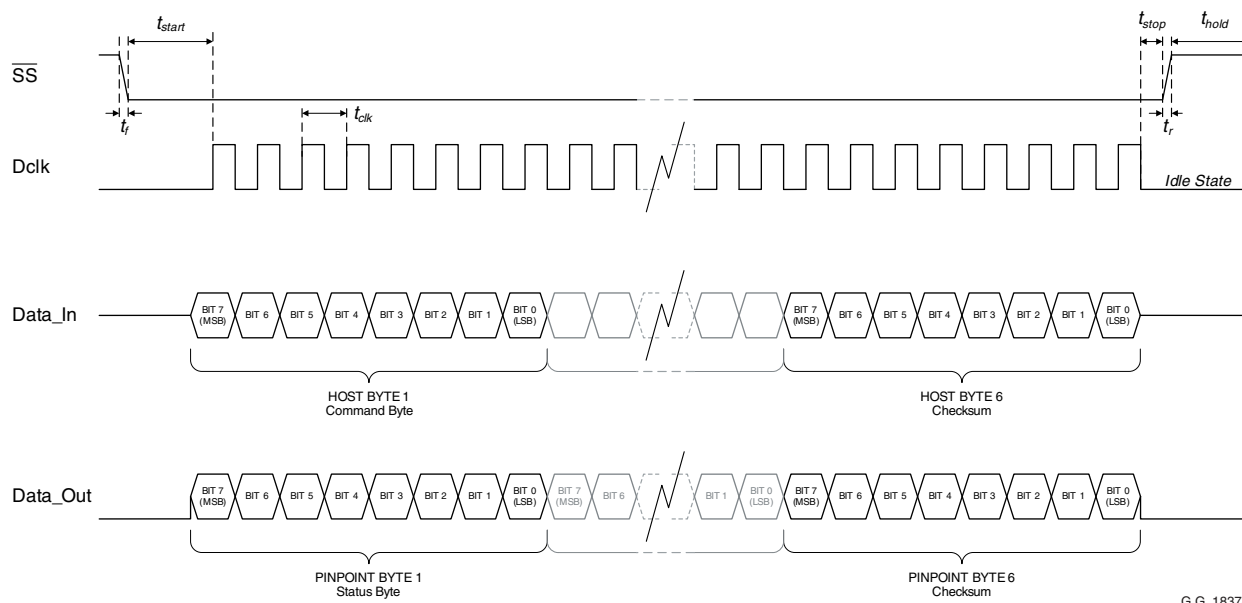 t_start
t_stop
t_hold
SS
t_f
t_clk
t_r
Dclk
Idle State
Data_In
BIT 7 (MSB) BIT 6 BIT 5 BIT 4 BIT 3 BIT 2 BIT 1 BIT 0 (LSB) BIT 7 (MSB) BIT 6 BIT 5 BIT 4 BIT 3 BIT 2 BIT 1 BIT 0 (LSB)
HOST BYTE 1
Command Byte
HOST BYTE 6
Checksum
Data_Out
BIT 7 (MSB) BIT 6 BIT 5 BIT 4 BIT 3 BIT 2 BIT 1 BIT 0 (LSB) BIT 7 (MSB) BIT 6 BIT 1 BIT 0 (LSB) BIT 7 (MSB) BIT 6 BIT 5 BIT 4 BIT 3 BIT 2 BIT 1 BIT 0 (LSB)
PINPOINT BYTE 1
Status Byte
PINPOINT BYTE 6
Checksum
G.G. 1837